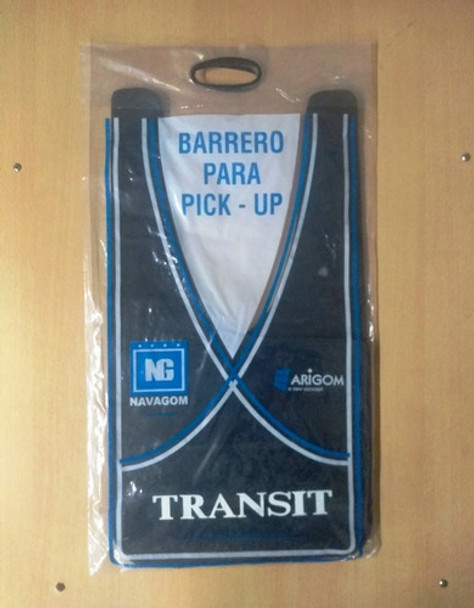 BARRERO
PARA
PICK - UP
NG
NAVAGOM
ARIGOM
TRANSIT